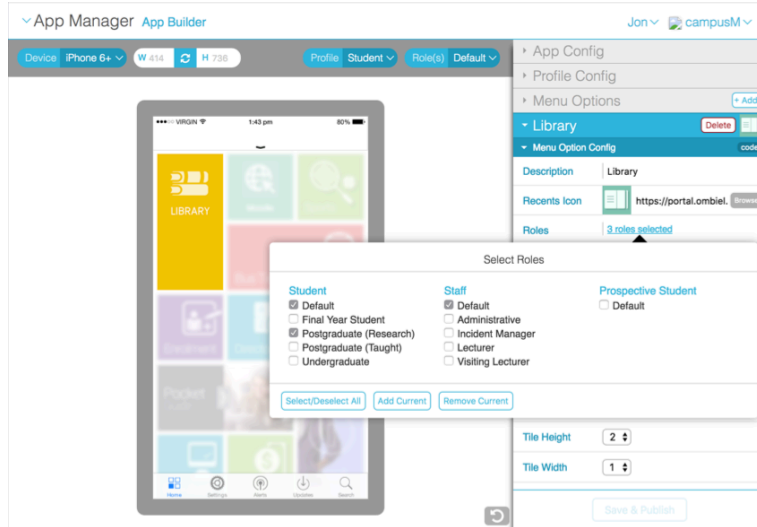 App Manager App Builder
Jon
campusM
Device iPhone 6+
W 414
H 736
Profile Student
Role(s) Default
App Config
Profile Config
Menu Options
+ Add
Library
Delete
Menu Option Config
code
Description Library
Recents Icon https://portal.ombiel. Browse
Roles 3 roles selected
VIRGIN 1:43 pm 80%
LIBRARY
Select Roles
Student
Default
Final Year Student
Postgraduate (Research)
Postgraduate (Taught)
Undergraduate
Staff
Default
Administrative
Incident Manager
Lecturer
Visiting Lecturer
Prospective Student
Default
Select/Deselect All
Add Current
Remove Current
Enrolment
Pocket
Tile Height 2
Tile Width 1
Home Settings Alerts Updates Search
Save & Publish